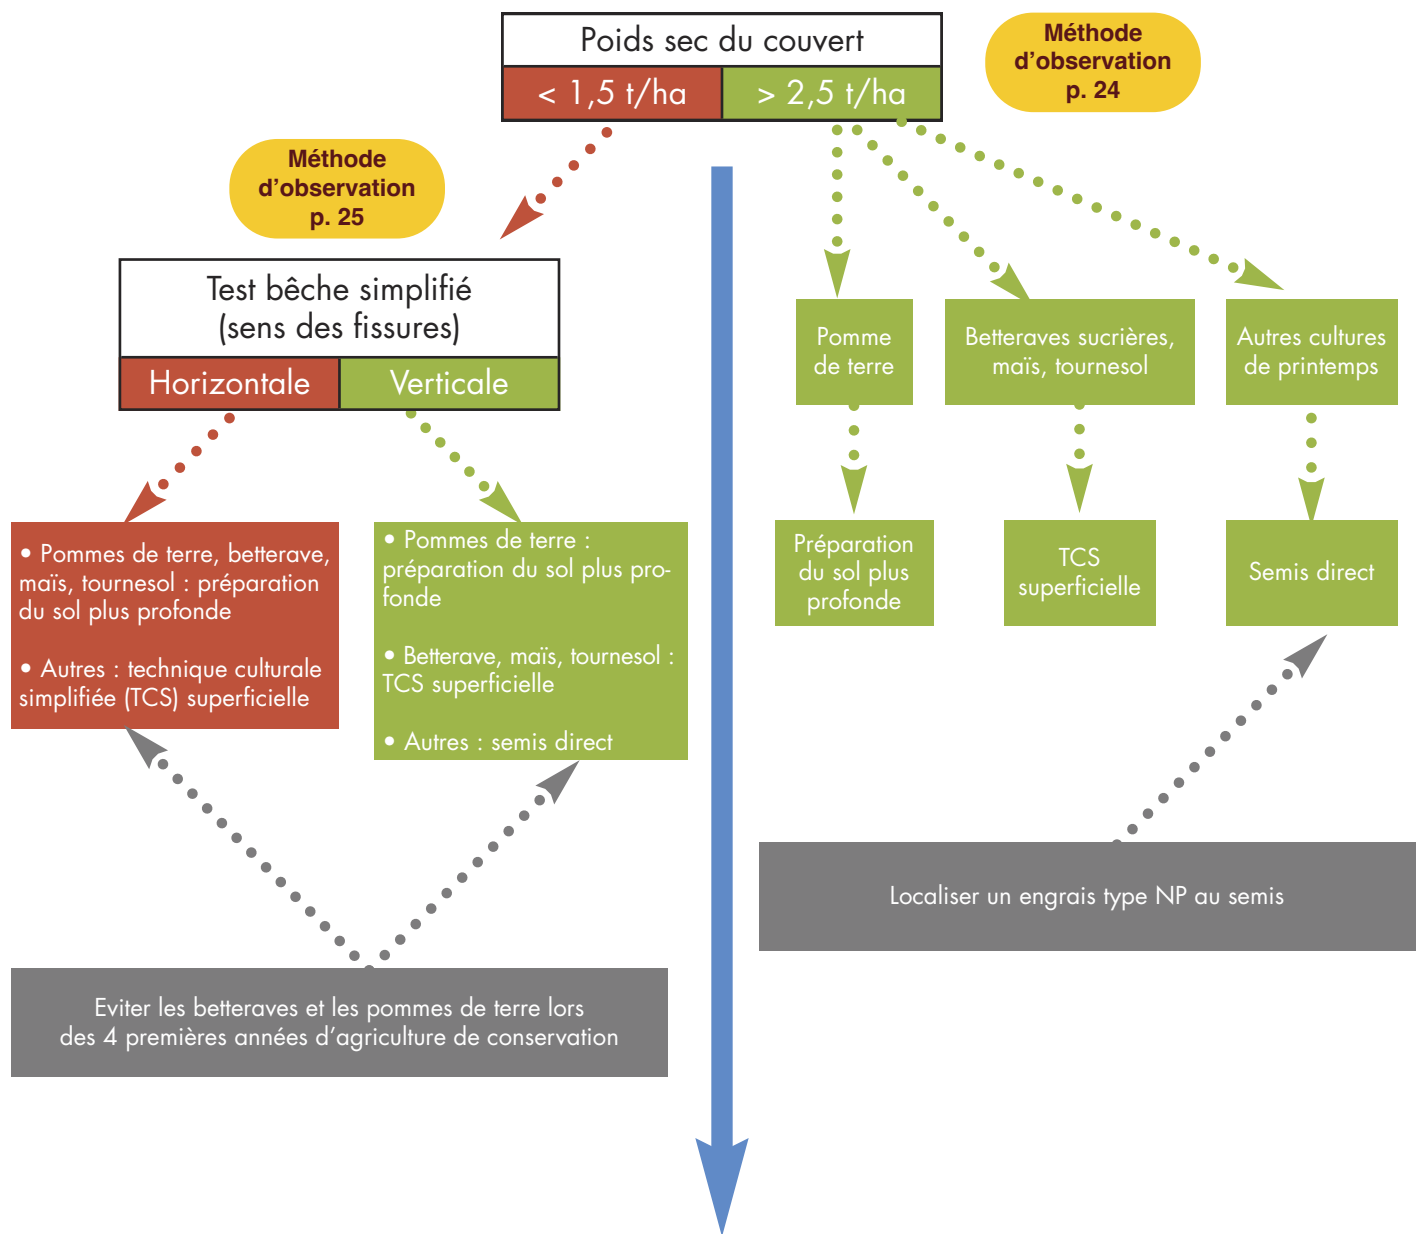 Poids sec du couvert
< 1,5 t/ha
> 2,5 t/ha
Méthode
d’observation
p. 24
Méthode
d’observation
p. 25
Test bêche simplifié
(sens des fissures)
Horizontale
Verticale
Pomme
de terre
Betteraves sucrières,
maïs, tournesol
Autres cultures
de printemps
• Pommes de terre, betterave,
maïs, tournesol : préparation
du sol plus profonde
• Autres : technique culturale
simplifiée (TCS) superficielle
• Pommes de terre :
préparation du sol plus pro-
fonde
• Betterave, maïs, tournesol :
TCS superficielle
• Autres : semis direct
Préparation
du sol plus
profonde
TCS
superficielle
Semis direct
Localiser un engrais type NP au semis
Eviter les betteraves et les pommes de terre lors
des 4 premières années d’agriculture de conservation